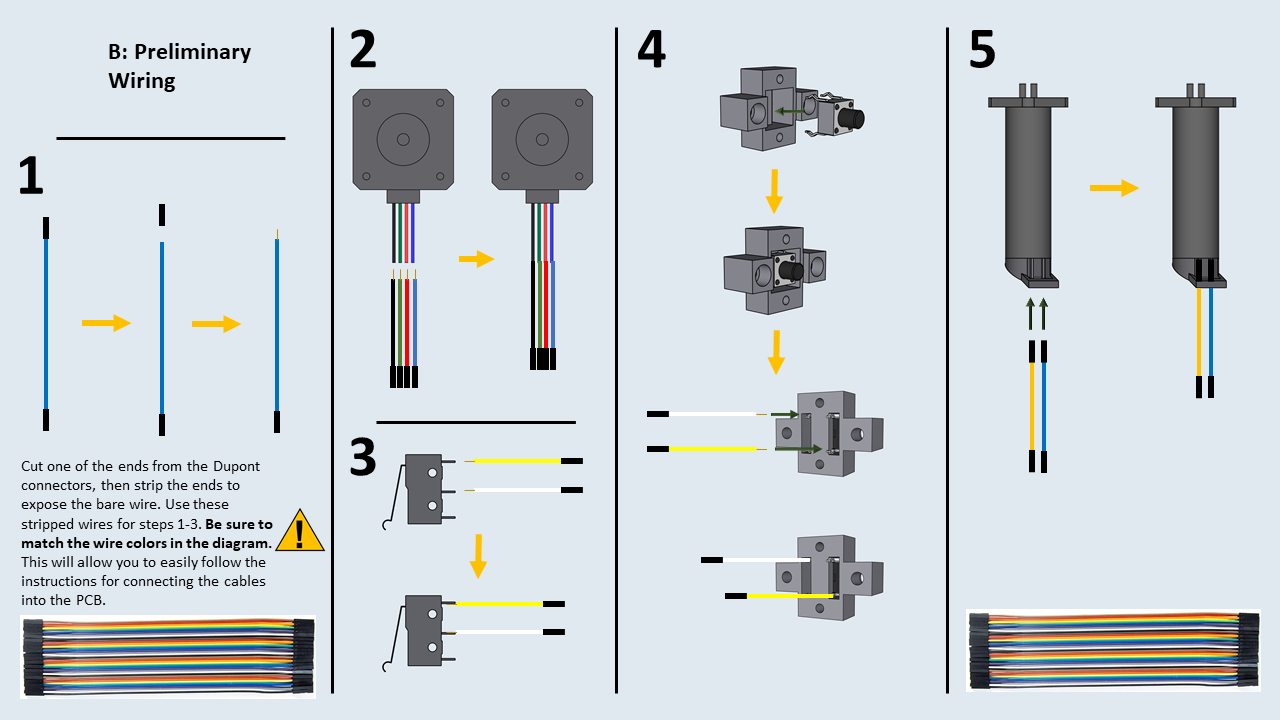 B: Preliminary
Wiring
1
Cut one of the ends from the Dupont
connectors, then strip the ends to
expose the bare wire. Use these
stripped wires for steps 1-3. Be sure to
match the wire colors in the diagram.
This will allow you to easily follow the
instructions for connecting the cables
into the PCB.
!
2
3
4
5